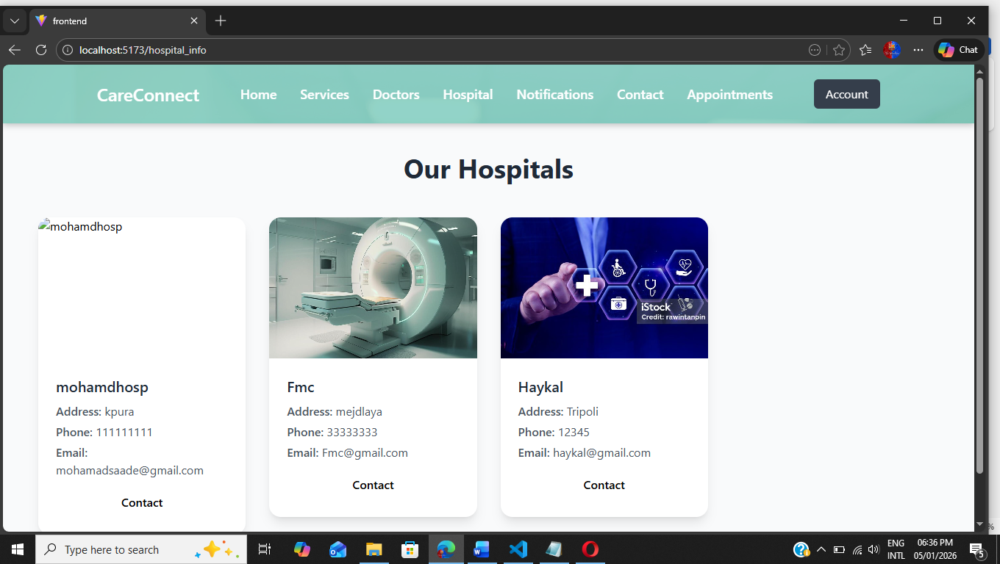 frontend
localhost:5173/hospital_info
Chat
CareConnect Home Services Doctors Hospital Notifications Contact Appointments Account
Our Hospitals
mohamdhosp
iStock
Credit: rawintanpin
mohamdhosp
Address: kpura
Phone: 111111111
Email:
mohamadsaade@gmail.com
Contact
Fmc
Address: mejdlaya
Phone: 33333333
Email: Fmc@gmail.com
Contact
Haykal
Address: Tripoli
Phone: 12345
Email: haykal@gmail.com
Contact
%
Type here to search
ENG
INTL
06:36 PM
05/01/2026
5